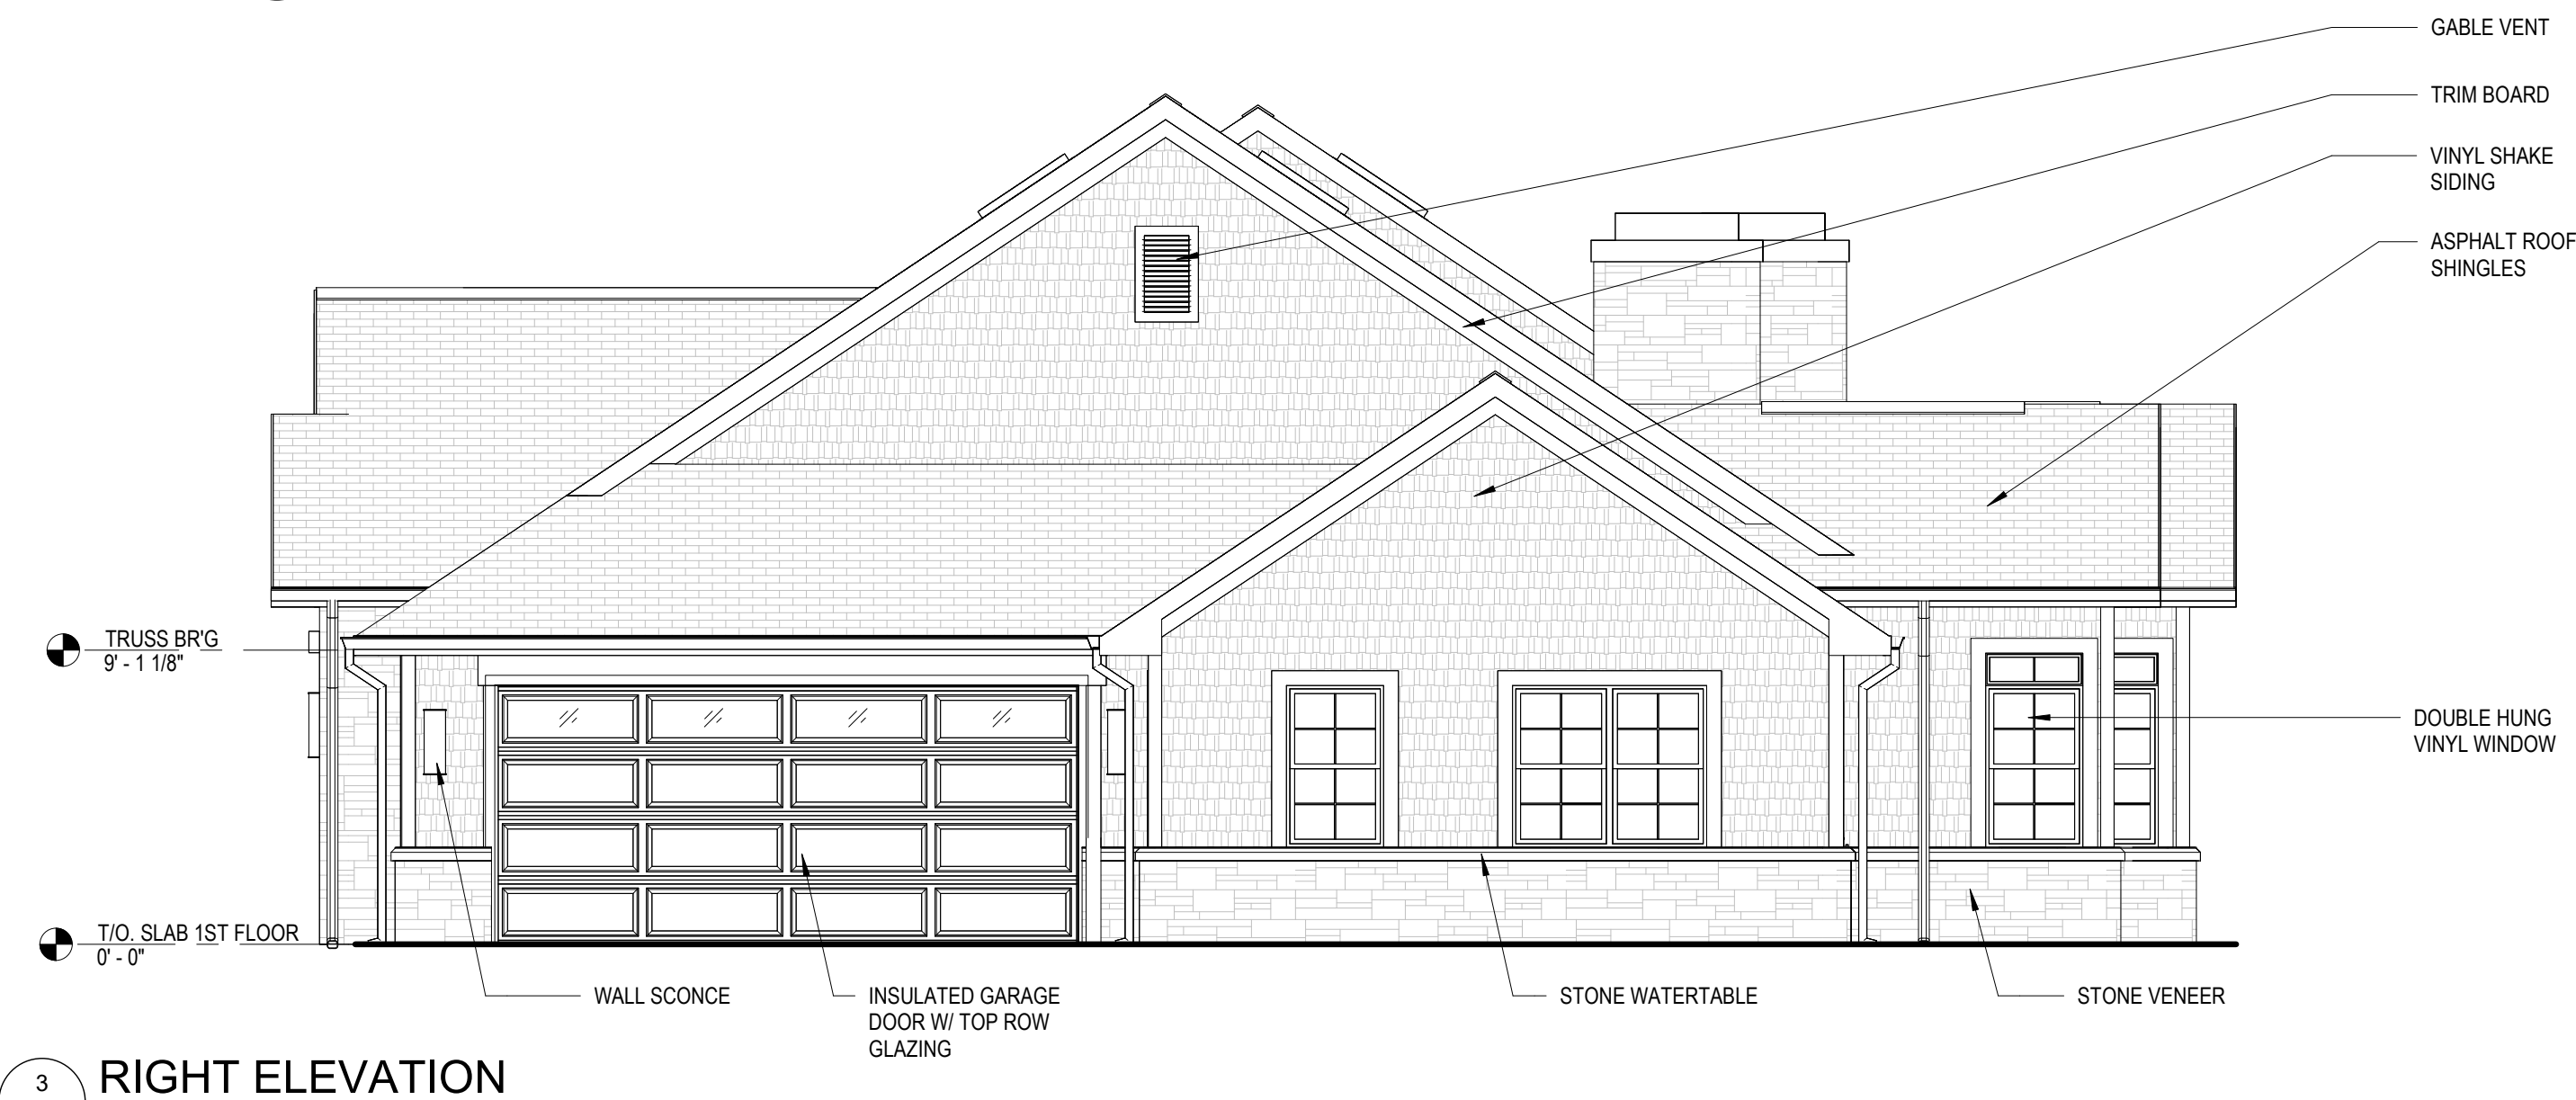 GABLE VENT
TRIM BOARD
VINYL SHAKE
SIDING
ASPHALT ROOF
SHINGLES
TRUSS BR'G
9' - 1 1/8"
DOUBLE HUNG
VINYL WINDOW
T/O. SLAB 1ST FLOOR
0' - 0"
WALL SCONCE
INSULATED GARAGE
DOOR W/ TOP ROW
GLAZING
STONE WATERTABLE
STONE VENEER
3
RIGHT ELEVATION